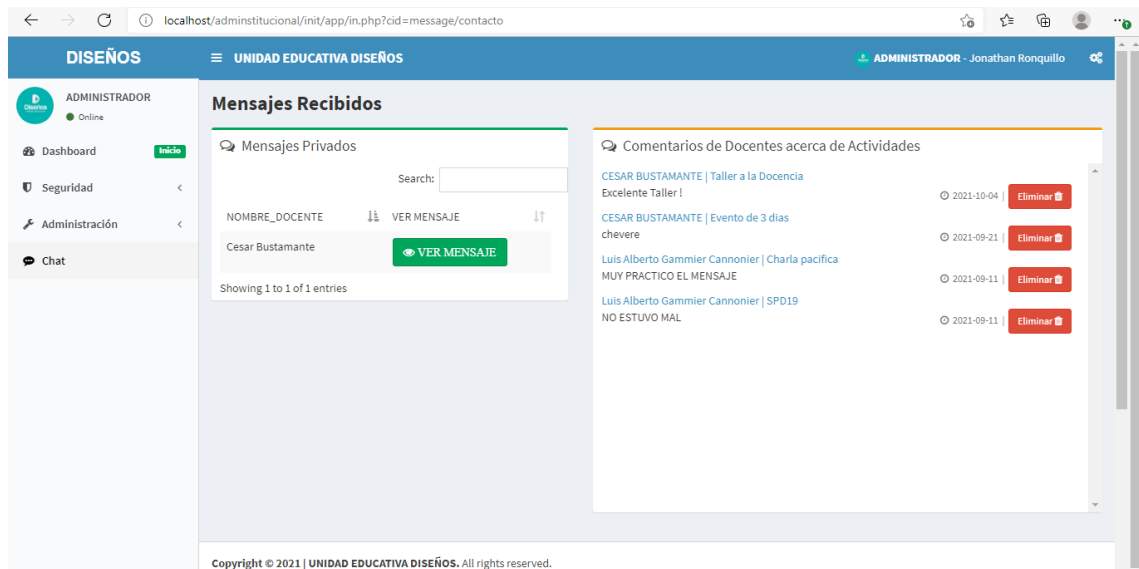 localhost/adminstitucional/init/app/in.php?cid=message/contacto
DISEÑOS
UNIDAD EDUCATIVA DISEÑOS
ADMINISTRADOR - Jonathan Ronquillo
D
Diseños
ADMINISTRADOR
Online
Dashboard Inicio
Seguridad
Administración
Chat
Mensajes Recibidos
Mensajes Privados
Search:
NOMBRE_DOCENTE VER MENSAJE
Cesar Bustamante VER MENSAJE
Showing 1 to 1 of 1 entries
Comentarios de Docentes acerca de Actividades
CESAR BUSTAMANTE | Taller a la Docencia
Excelente Taller ! 2021-10-04 | Eliminar
CESAR BUSTAMANTE | Evento de 3 dias
chevere 2021-09-21 | Eliminar
Luis Alberto Gammier Cannonier | Charla pacifica
MUY PRACTICO EL MENSAJE 2021-09-11 | Eliminar
Luis Alberto Gammier Cannonier | SPD19
NO ESTUVO MAL 2021-09-11 | Eliminar
Copyright © 2021 | UNIDAD EDUCATIVA DISEÑOS. All rights reserved.